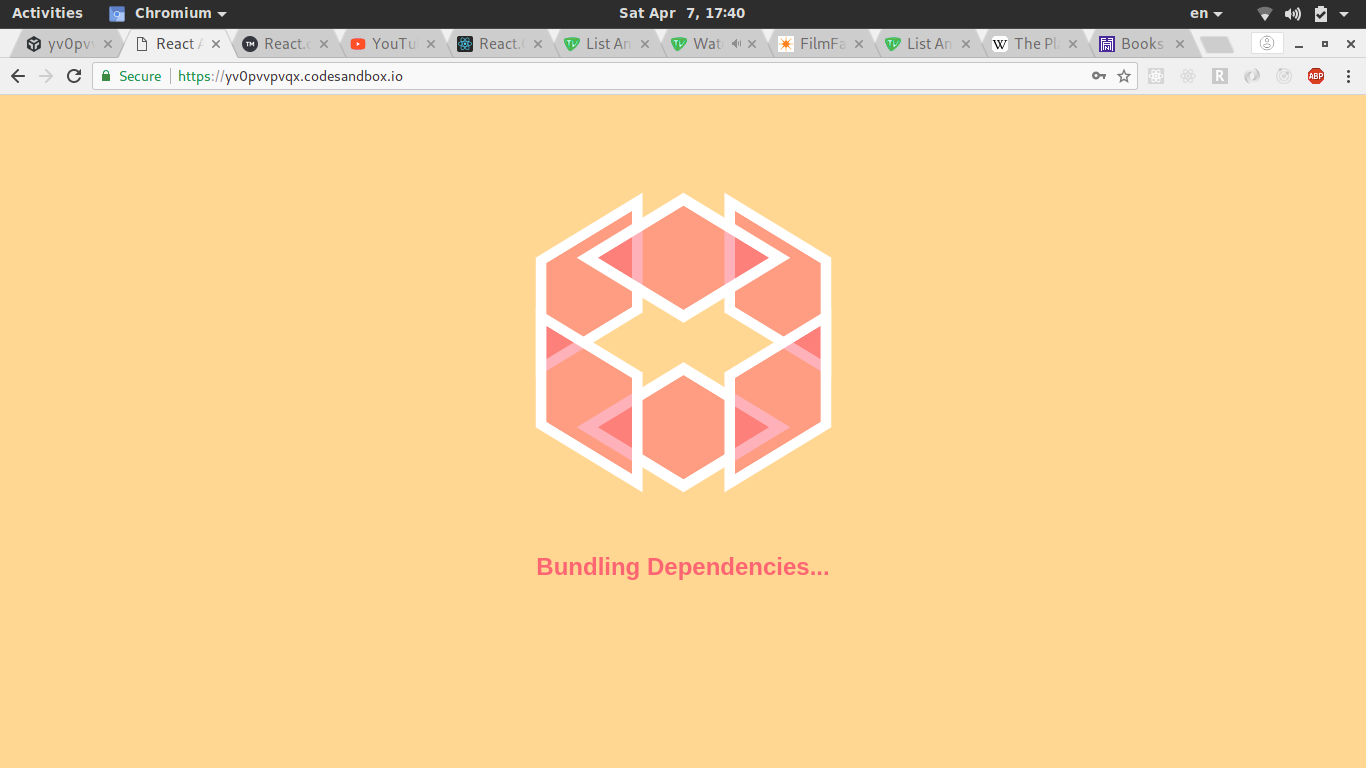 Activities Chromium Sat Apr 7, 17:40 en
yv0pv React YouTu React. List An Wat FilmFa List An The Pl Books
Secure https://yv0pvvpvqx.codesandbox.io R ABP
Bundling Dependencies...